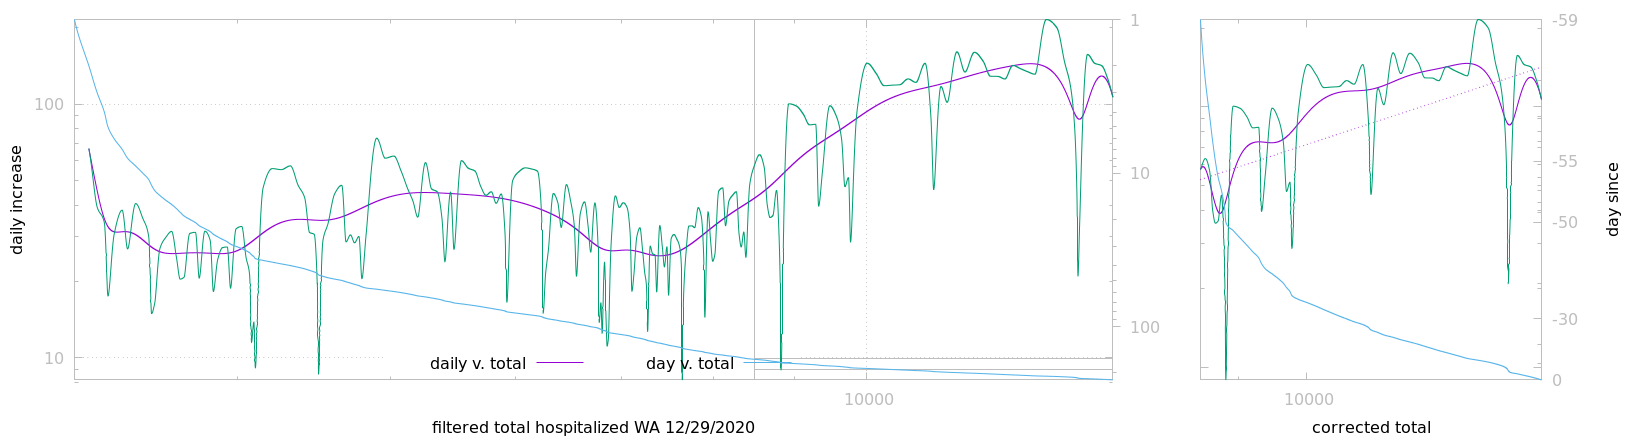 1
-59
100
10
-55
-50
daily increase
day since
100
-30
10
daily v. total
day v. total
0
10000
10000
filtered total hospitalized WA 12/29/2020
corrected total